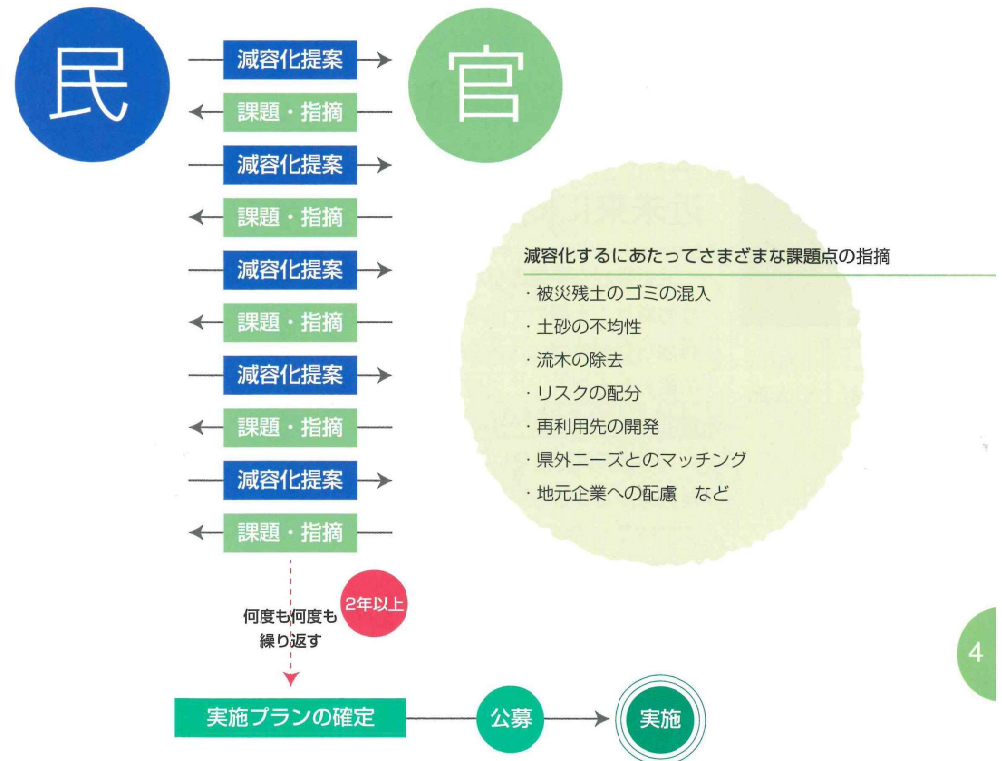 民
官
減容化提案
課題・指摘
減容化提案
課題・指摘
減容化提案
課題・指摘
減容化提案
課題・指摘
減容化提案
課題・指摘
減容化するにあたってさまざまな課題点の指摘
・被災残土のゴミの混入
・土砂の不均性
・流木の除去
・リスクの配分
・再利用先の開発
・県外ニーズとのマッチング
・地元企業への配慮　など
2年以上
何度も何度も
繰り返す
実施プランの確定
公募
実施
4